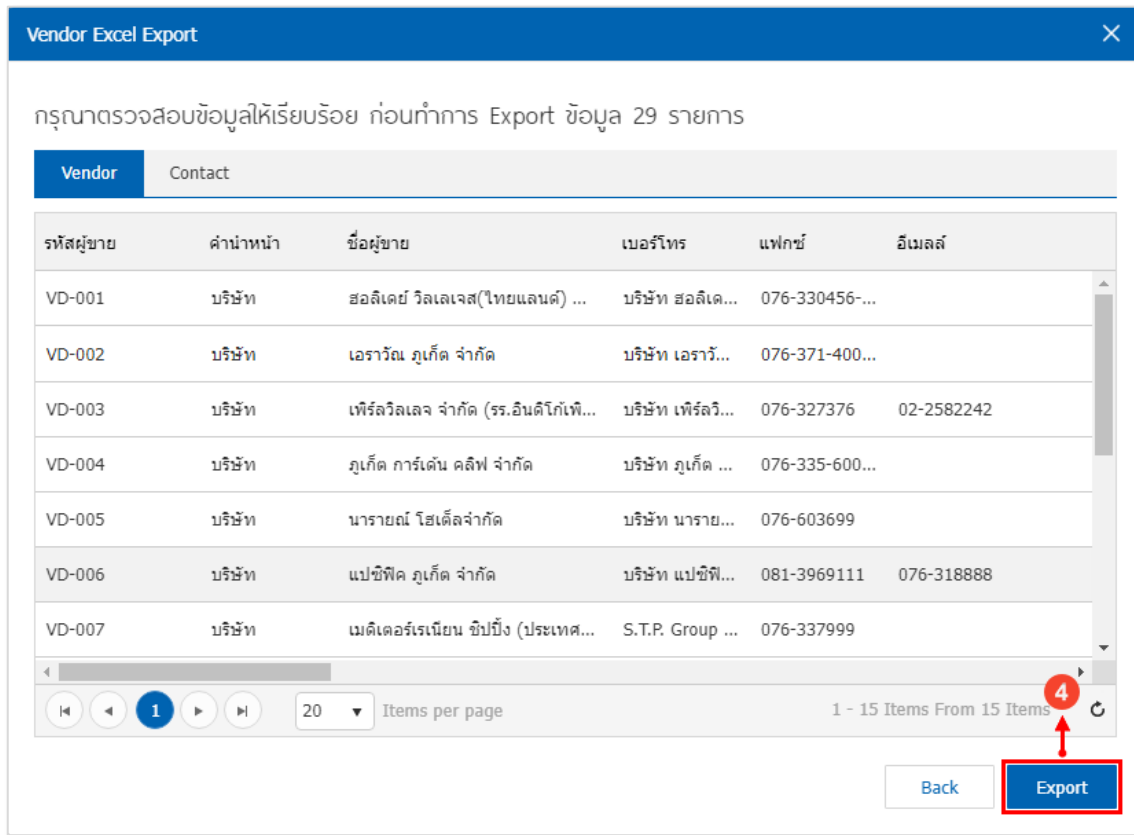 Vendor Excel Export
กรุณาตรวจสอบข้อมูลให้เรียบร้อย ก่อนทำการ Export ข้อมูล 29 รายการ
Vendor Contact
รหัสผู้ขาย คำนำหน้า ชื่อผู้ขาย เบอร์โทร แฟกซ์ อีเมลล์
VD-001 บริษัท ฮอลิเดย์ วิลเลเจส(ไทยแลนด์) ... บริษัท ฮอลิเด... 076-330456-...
VD-002 บริษัท เอราวัณ ภูเก็ต จำกัด บริษัท เอราวั... 076-371-400...
VD-003 บริษัท เพิร์ลวิลเลจ จำกัด (รร.อินดิโก้เพิ... บริษัท เพิร์ลวิ... 076-327376 02-2582242
VD-004 บริษัท ภูเก็ต การ์เด้น คลิฟ จำกัด บริษัท ภูเก็ต ... 076-335-600...
VD-005 บริษัท นารายณ์ โฮเต็ลจำกัด บริษัท นาราย... 076-603699
VD-006 บริษัท แปซิฟิค ภูเก็ต จำกัด บริษัท แปซิฟิ... 081-3969111 076-318888
VD-007 บริษัท เมดิเตอร์เรเนียน ชิปปิ้ง (ประเทศ... S.T.P. Group ... 076-337999
1 20 Items per page 1 - 15 Items From 15 Items
4
Back Export